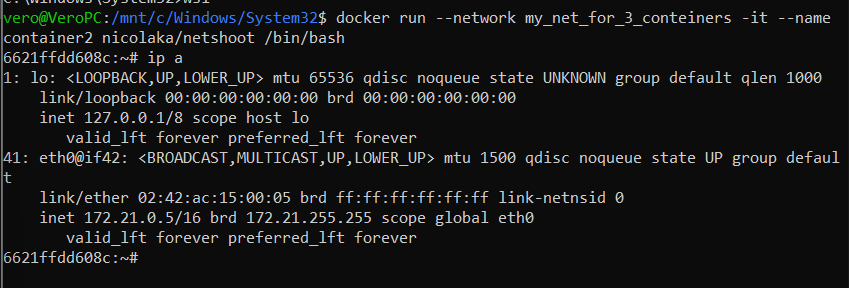 vero@VeroPC:/mnt/c/Windows/System32$ docker run --network my_net_for_3_conteiners -it --name
container2 nicolaka/netshoot /bin/bash
6621ffdd608c:~# ip a
1: lo: <LOOPBACK,UP,LOWER_UP> mtu 65536 qdisc noqueue state UNKNOWN group default qlen 1000
    link/loopback 00:00:00:00:00:00 brd 00:00:00:00:00:00
    inet 127.0.0.1/8 scope host lo
       valid_lft forever preferred_lft forever
41: eth0@if42: <BROADCAST,MULTICAST,UP,LOWER_UP> mtu 1500 qdisc noqueue state UP group defaul
t
    link/ether 02:42:ac:15:00:05 brd ff:ff:ff:ff:ff:ff link-netnsid 0
    inet 172.21.0.5/16 brd 172.21.255.255 scope global eth0
       valid_lft forever preferred_lft forever
6621ffdd608c:~#